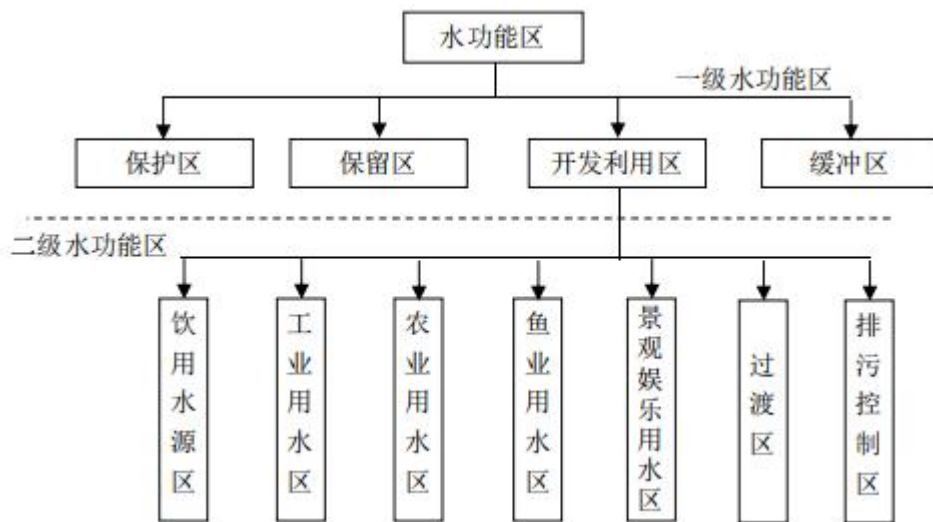 水功能区
一级水功能区
保护区
保留区
开发利用区
缓冲区
二级水功能区
饮用水源区
工业用水区
农业用水区
鱼业用水区
景观娱乐用水区
过渡区
排污控制区